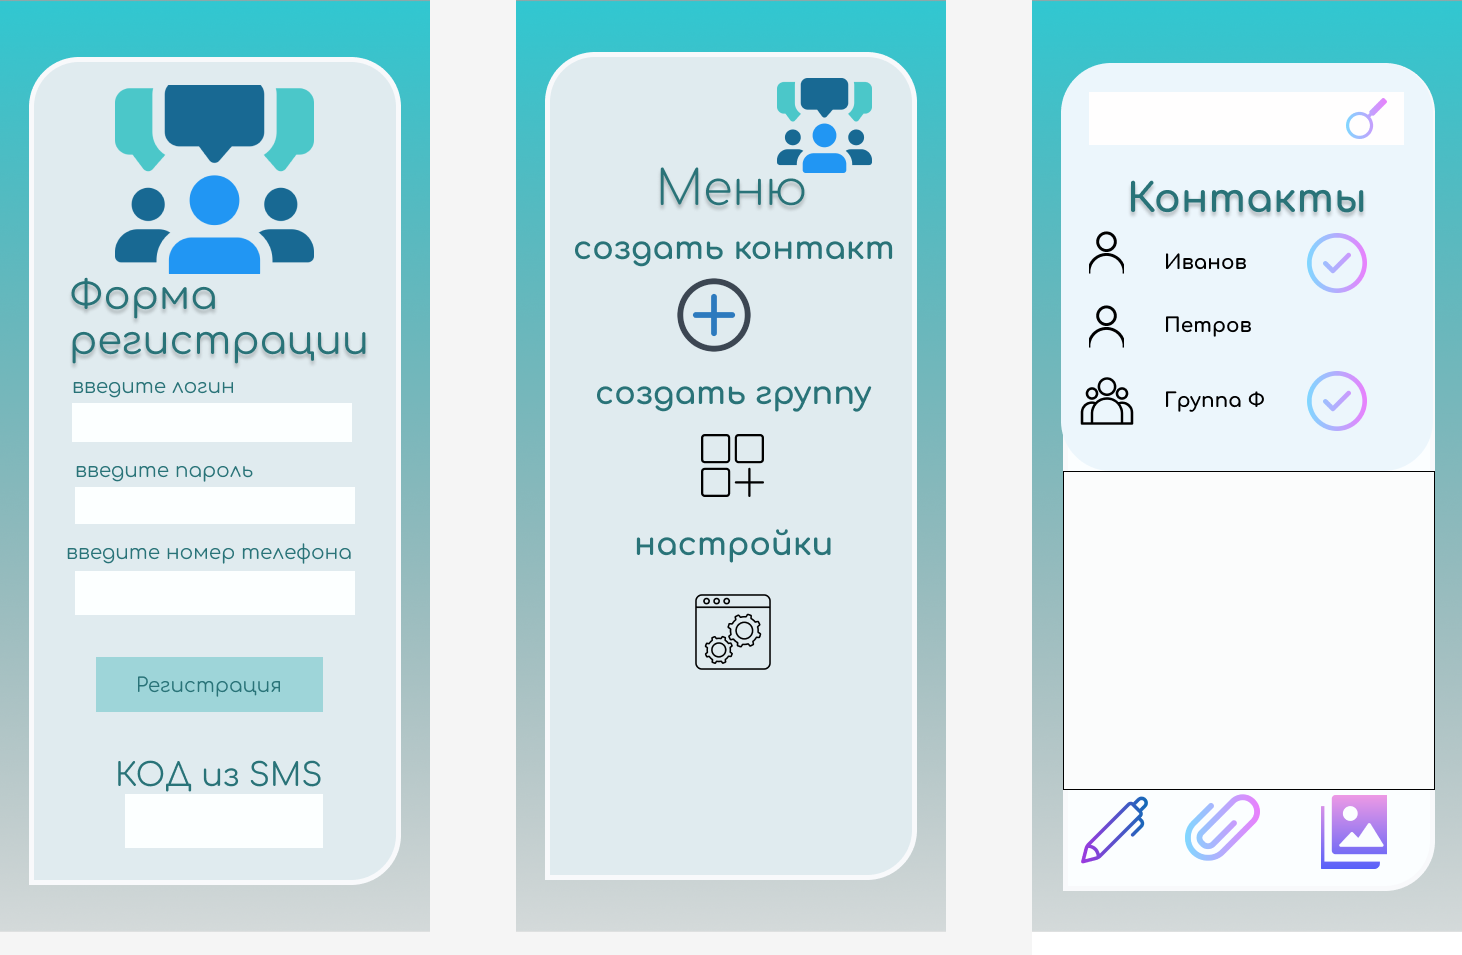 Форма
регистрации
введите логин
введите пароль
введите номер телефона
Регистрация
КОД из SMS
Меню
создать контакт
создать группу
настройки
Контакты
Иванов
Петров
Группа Ф